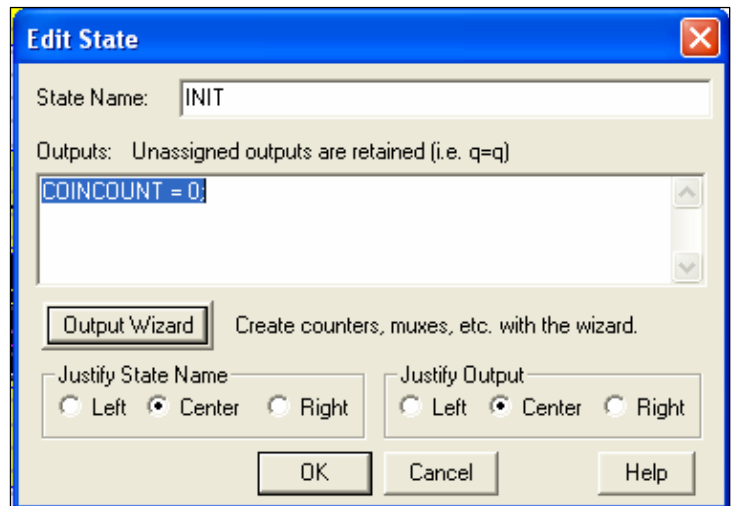 Edit State
State Name: INIT
Outputs: Unassigned outputs are retained (i.e. q=q)
COINCOUNT = 0;
Output Wizard Create counters, muxes, etc. with the wizard.
Justify State Name Justify Output
Left Center Right Left Center Right
OK Cancel Help